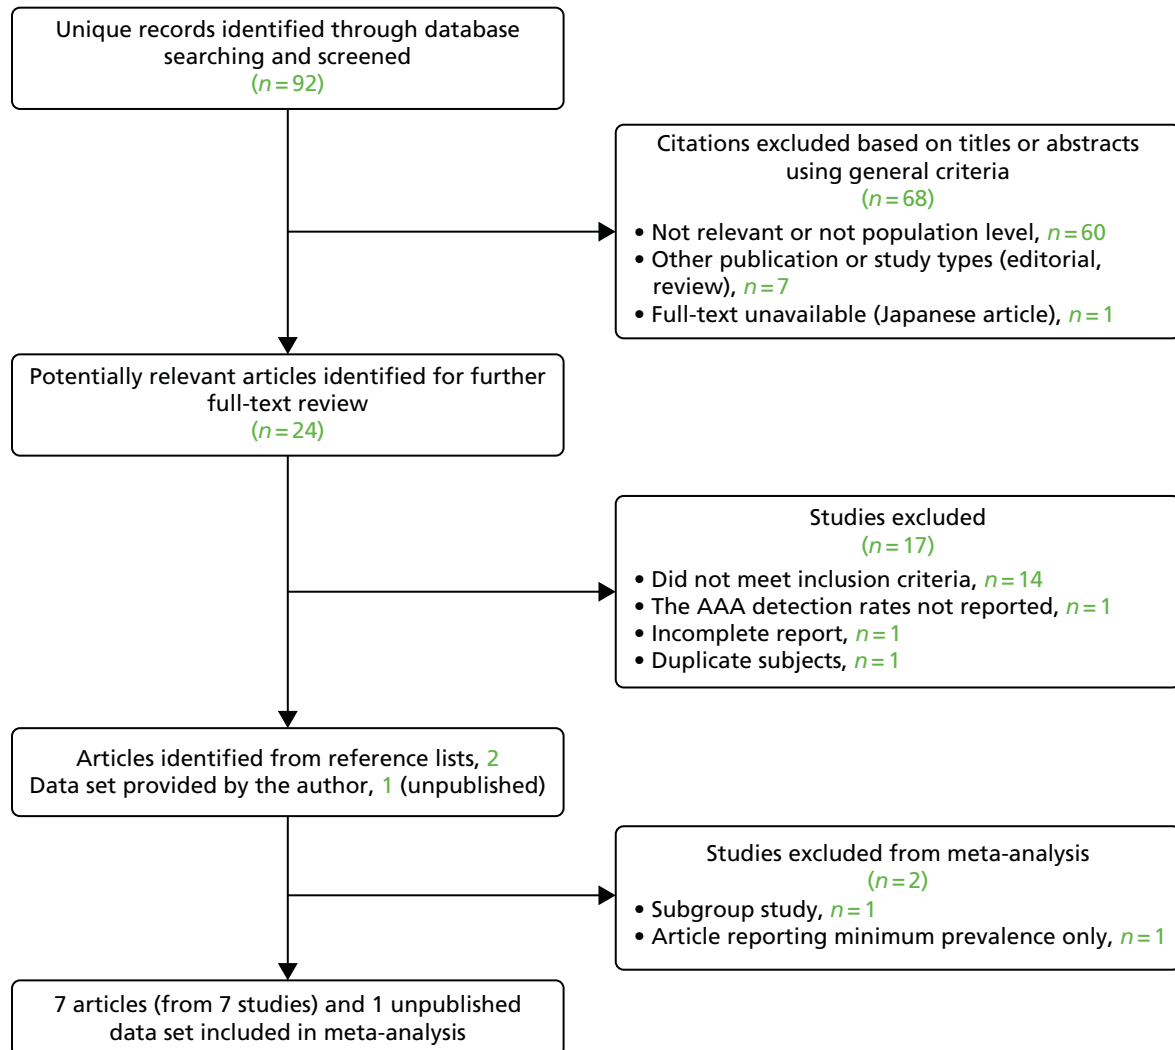 Unique records identified through database
searching and screened
(n = 92)
Citations excluded based on titles or abstracts
using general criteria
(n = 68)
• Not relevant or not population level, n = 60
• Other publication or study types (editorial,
review), n = 7
• Full-text unavailable (Japanese article), n = 1
Potentially relevant articles identified for further
full-text review
(n = 24)
Studies excluded
(n = 17)
• Did not meet inclusion criteria, n = 14
• The AAA detection rates not reported, n = 1
• Incomplete report, n = 1
• Duplicate subjects, n = 1
Articles identified from reference lists, 2
Data set provided by the author, 1 (unpublished)
Studies excluded from meta-analysis
(n = 2)
• Subgroup study, n = 1
• Article reporting minimum prevalence only, n = 1
7 articles (from 7 studies) and 1 unpublished
data set included in meta-analysis